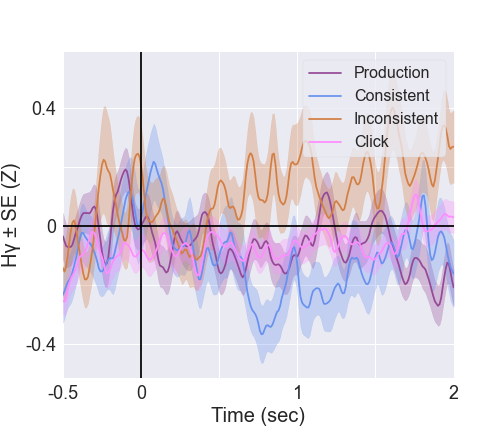 Production
Consistent
Inconsistent
Click
0.4
0
-0.4
Hγ ± SE (Z)
-0.5
0
1
2
Time (sec)